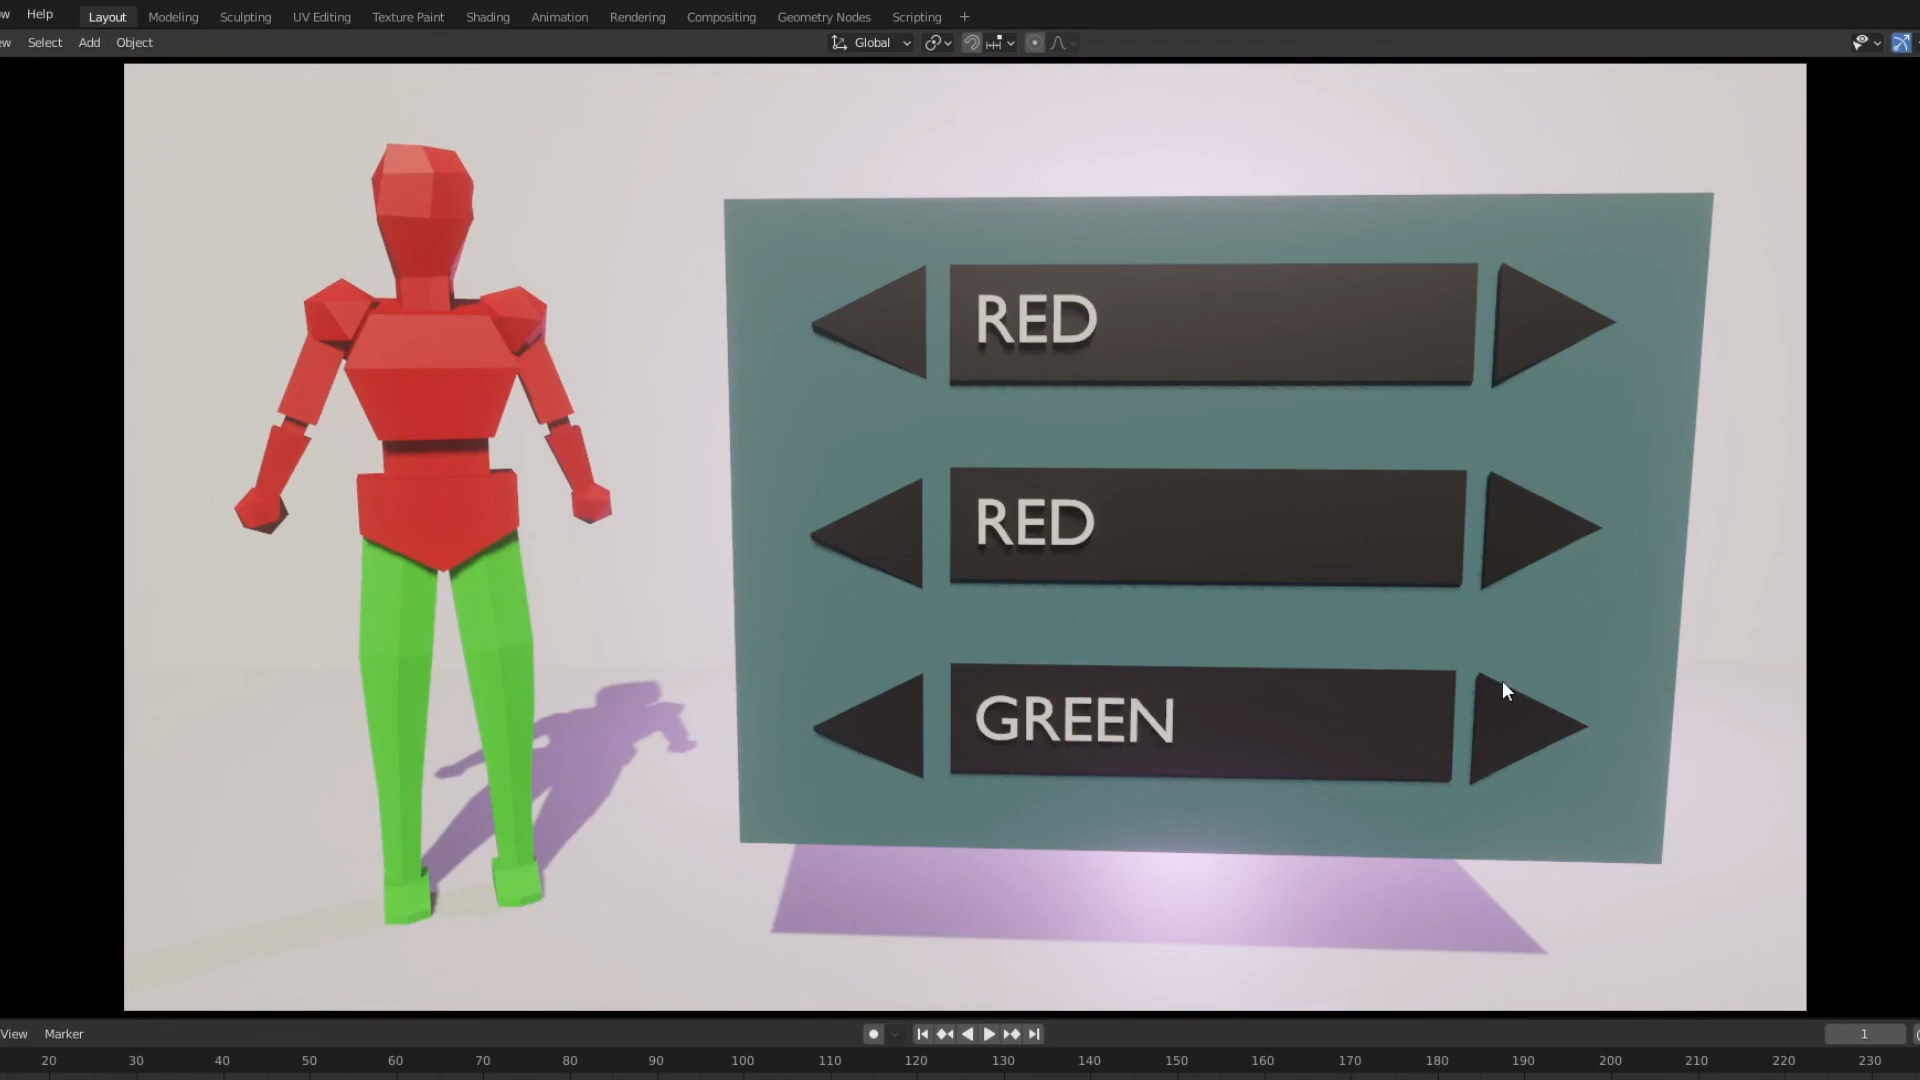 Help Layout Modeling Sculpting UV Editing Texture Paint Shading Animation Rendering Compositing Geometry Nodes Scripting +
Select Add Object Global
RED
RED
GREEN
View Marker 1
20 30 40 50 60 70 80 90 100 110 120 130 140 150 160 170 180 190 200 210 220 230